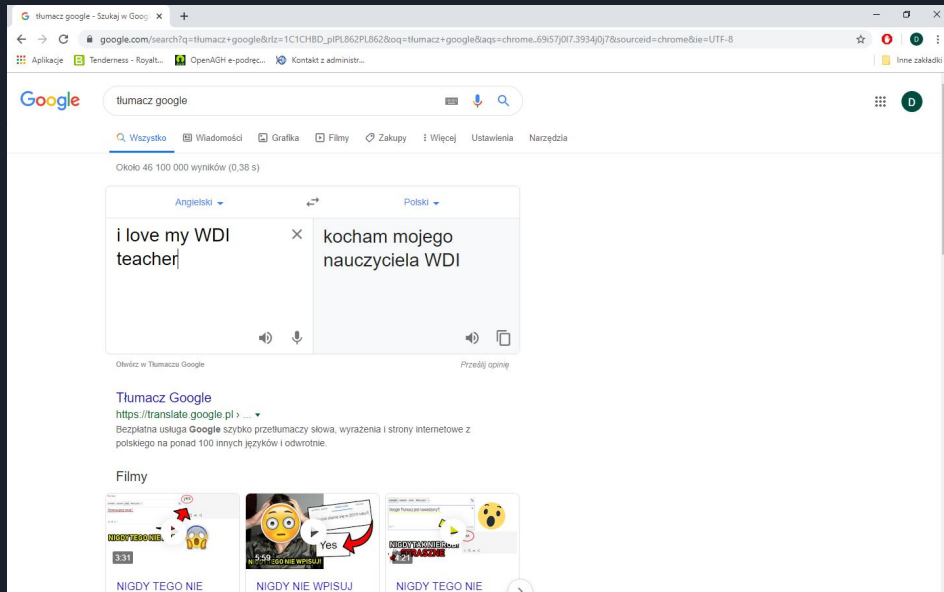 tłumacz google - Szukaj w Goog
google.com/search?q=tłumacz+google&rlz=1C1CHBD_plPL862PL862&oq=tłumacz+google&aqs=chrome..69i57j0l7.3934j0j7&sourceid=chrome&ie=UTF-8
Aplikacje Tenderness - Royalt... OpenAGH e-podręc... Kontakt z administr... Inne zakładki
Google tłumacz google D
Wszystko Wiadomości Grafika Filmy Zakupy Więcej Ustawienia Narzędzia
Około 46 100 000 wyników (0,38 s)
Angielski Polski
i love my WDI kocham mojego
teacher nauczyciela WDI
Otwórz w Tłumaczu Google Prześlij opinię
Tłumacz Google
https://translate.google.pl › ...
Bezpłatna usługa Google szybko przetłumaczy słowa, wyrażenia i strony internetowe z
polskiego na ponad 100 innych języków i odwrotnie.
Filmy
Yes
3:31 5:59 4:21
NIGDY TEGO NIE NIGDY NIE WPISUJ NIGDY TEGO NIE